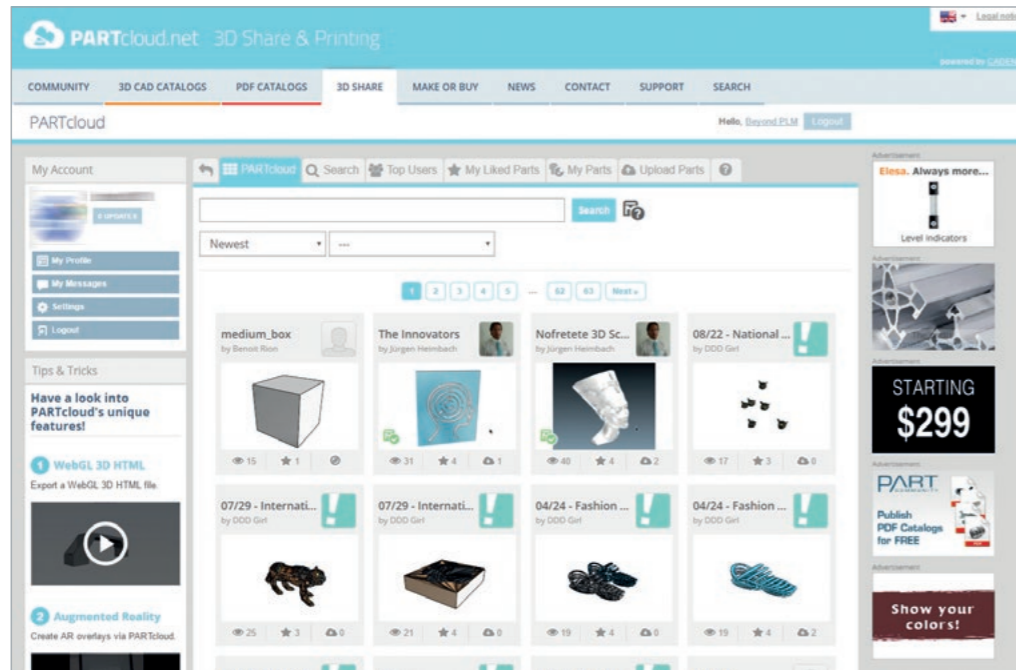 Legal noti
PARTcloud.net 3D Share & Printing
powered by CADEN
COMMUNITY 3D CAD CATALOGS PDF CATALOGS 3D SHARE MAKE OR BUY NEWS CONTACT SUPPORT SEARCH
PARTcloud
Hello, Beyond PLM Logout
My Account
UPDATE
My Profile
My Messages
Settings
Logout
Tips & Tricks
Have a look into
PARTcloud's unique
features!
1 WebGL 3D HTML
Export a WebGL 3D HTML file.
2 Augmented Reality
Create AR overlays via PARTcloud.
PARTcloud Search Top Users My Liked Parts My Parts Upload Parts ?
Search
Newest ---
1 2 3 4 5 ... 62 63 Next »
medium_box
by Benoit Rion
15 1
The Innovators
by Jürgen Heimbach
31 4 1
Nofretete 3D Sc...
by Jürgen Heimbach
40 4 2
08/22 - National ...
by DDD Girl
17 3 0
07/29 - Internati...
by DDD Girl
25 3 0
07/29 - Internati...
by DDD Girl
21 4 0
04/24 - Fashion ...
by DDD Girl
19 4 0
04/24 - Fashion ...
by DDD Girl
19 4 2
Advertisement
Elesa. Always more...
Level Indicators
Advertisement
Advertisement
STARTING
$299
Advertisement
PART
COMMUNITY
Publish
PDF Catalogs
for FREE
Advertisement
Show your
colors!